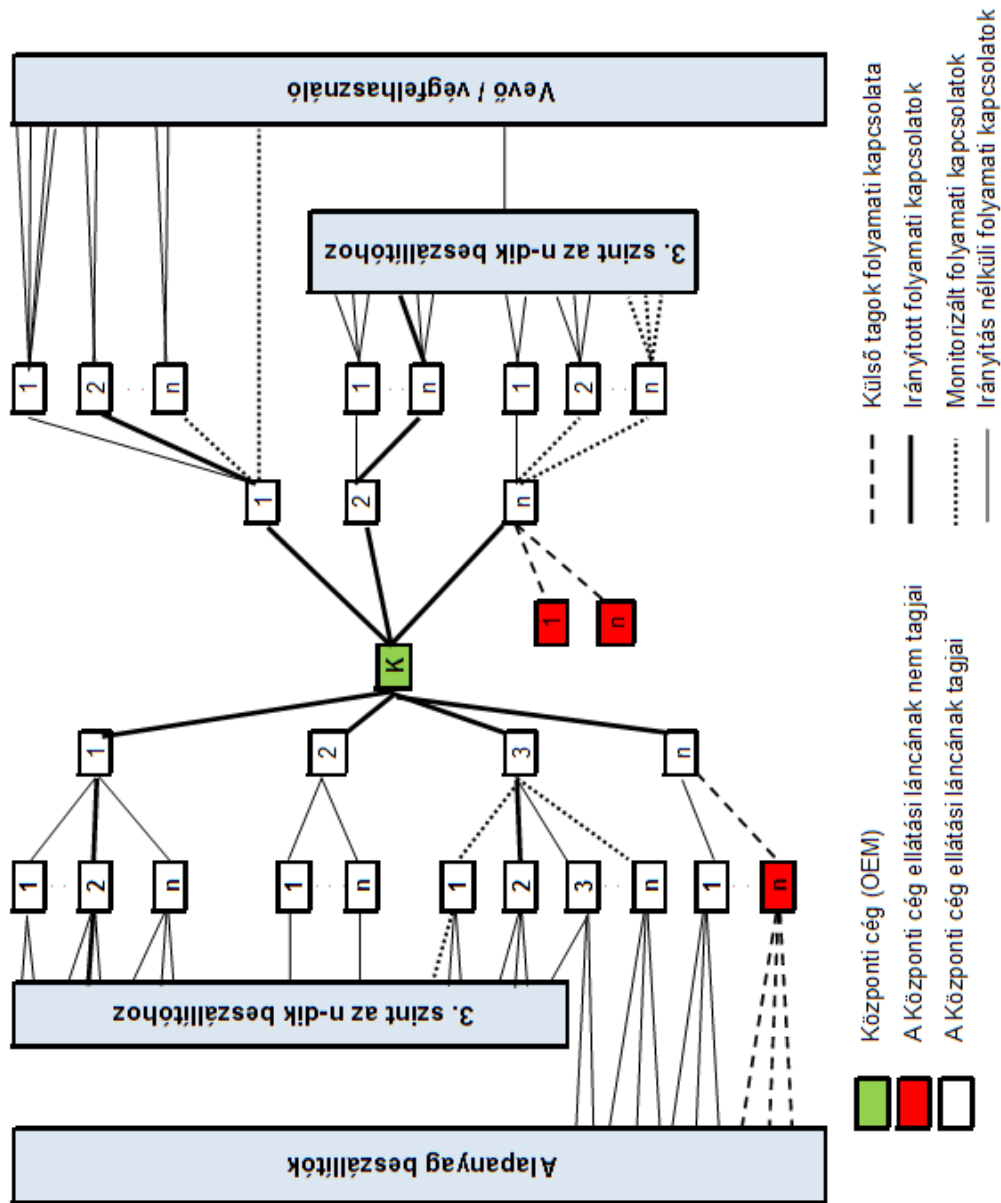 Alapanyag beszállítók
3. szint az n-dik beszállítóhoz
1
2
n
1
n
1
2
3
n
1
n
1
2
3
n
K
1
n
1
2
n
1
2
n
1
n
1
2
n
3. szint az n-dik beszállítóhoz
Vevő / végfelhasználó
Központi cég (OEM)
A Központi cég ellátási láncának nem tagjai
A Központi cég ellátási láncának tagjai
Külső tagok folyamati kapcsolata
Irányított folyamati kapcsolatok
Monitorizált folyamati kapcsolatok
Irányítás nélküli folyamati kapcsolatok